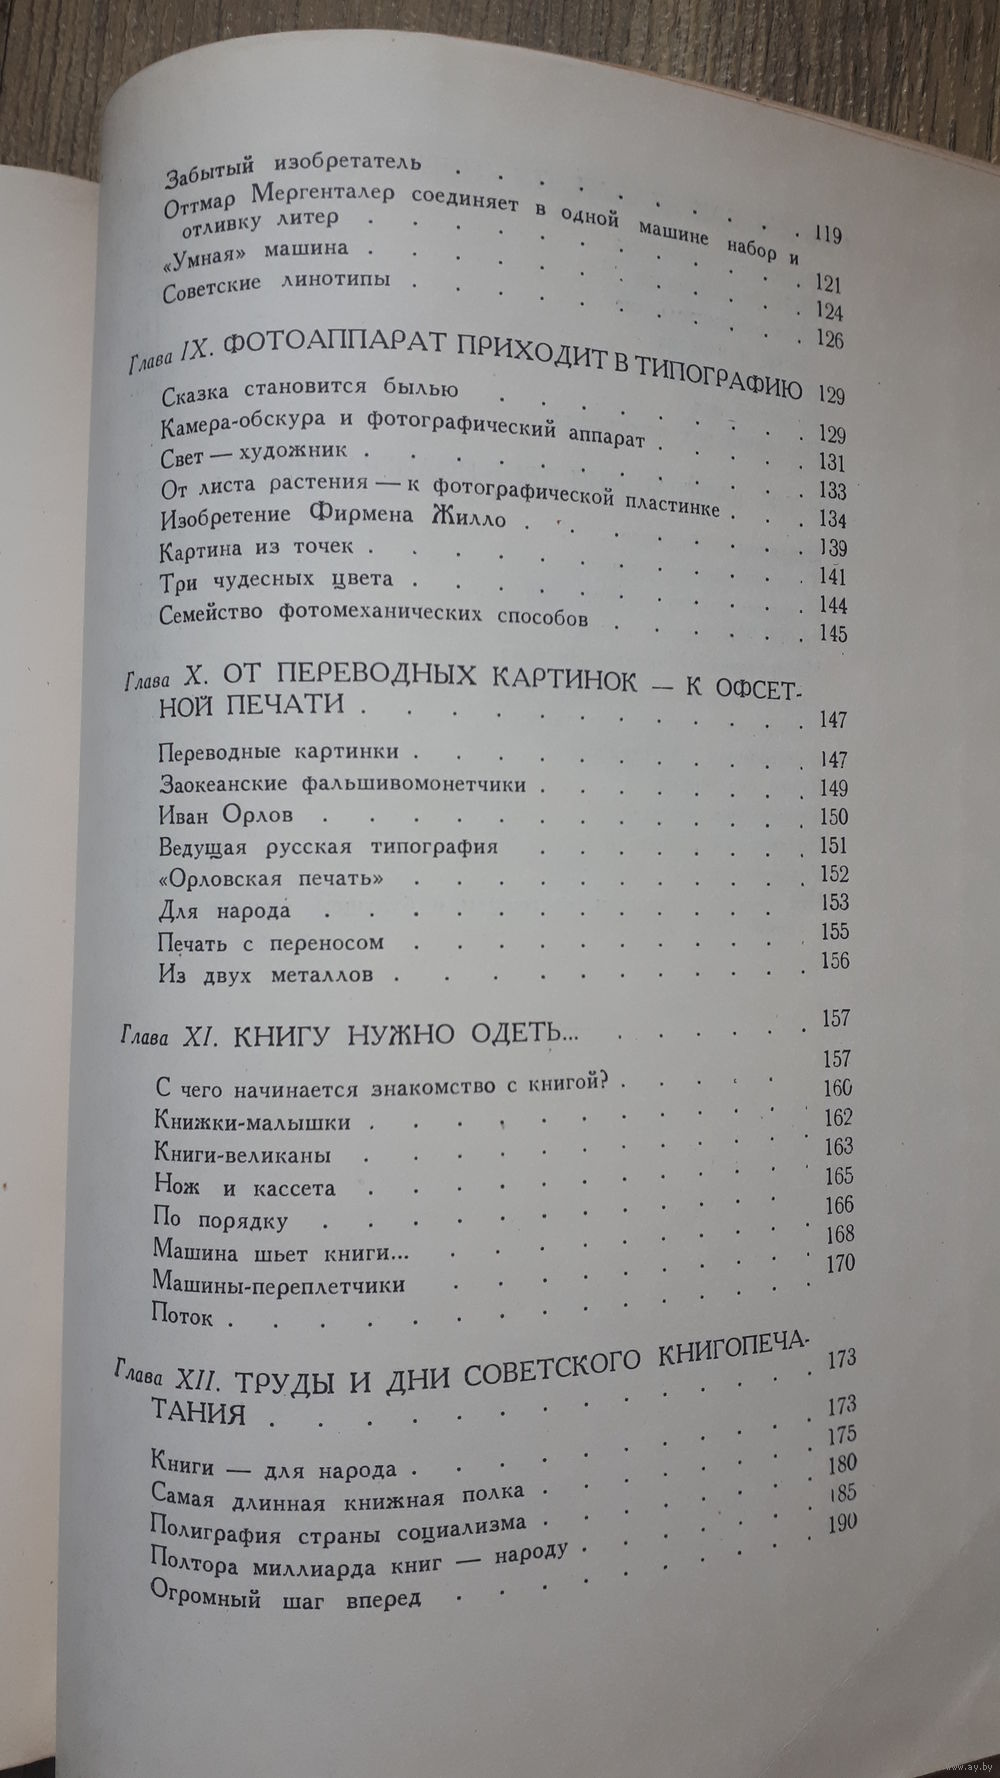 Забытый изобретатель . . . . . . . . 119
Оттмар Мергенталер соединяет в одной машине набор и
отливку литер . . . . . . . . . . 121
«Умная» машина . . . . . . . . . . 124
Советские линотипы . . . . . . . . . 126
Глава IX. ФОТОАППАРАТ ПРИХОДИТ В ТИПОГРАФИЮ 129
Сказка становится былью . . . . . . . 129
Камера-обскура и фотографический аппарат . . . . 131
Свет — художник . . . . . . . . . . 133
От листа растения — к фотографической пластинке . . . 134
Изобретение Фирмена Жилло . . . . . . . 139
Картина из точек . . . . . . . . . . 141
Три чудесных цвета . . . . . . . . . 144
Семейство фотомеханических способов . . . . . 145
Глава X. ОТ ПЕРЕВОДНЫХ КАРТИНОК — К ОФСЕТ-
НОЙ ПЕЧАТИ . . . . . . . . . . . 147
Переводные картинки . . . . . . . . . 147
Заокеанские фальшивомонетчики . . . . . . . 149
Иван Орлов . . . . . . . . . . . 150
Ведущая русская типография . . . . . . . 151
«Орловская печать» . . . . . . . . . 152
Для народа . . . . . . . . . . . 153
Печать с переносом . . . . . . . . . 155
Из двух металлов . . . . . . . . . . 156
Глава XI. КНИГУ НУЖНО ОДЕТЬ... . . . . . 157
С чего начинается знакомство с книгой? . . . . 157
Книжки-малышки . . . . . . . . . . 160
Книги-великаны . . . . . . . . . . 162
Нож и кассета . . . . . . . . . . 163
По порядку . . . . . . . . . . . 165
Машина шьет книги... . . . . . . . . . 166
Машины-переплетчики . . . . . . . . . 168
Поток . . . . . . . . . . . . . 170
Глава XII. ТРУДЫ И ДНИ СОВЕТСКОГО КНИГОПЕЧА-
ТАНИЯ . . . . . . . . . . . . 173
Книги — для народа . . . . . . . . . 173
Самая длинная книжная полка . . . . . . . 175
Полиграфия страны социализма . . . . . . . 180
Полтора миллиарда книг — народу . . . . . . 185
Огромный шаг вперед . . . . . . . . . 190
www.ay.by